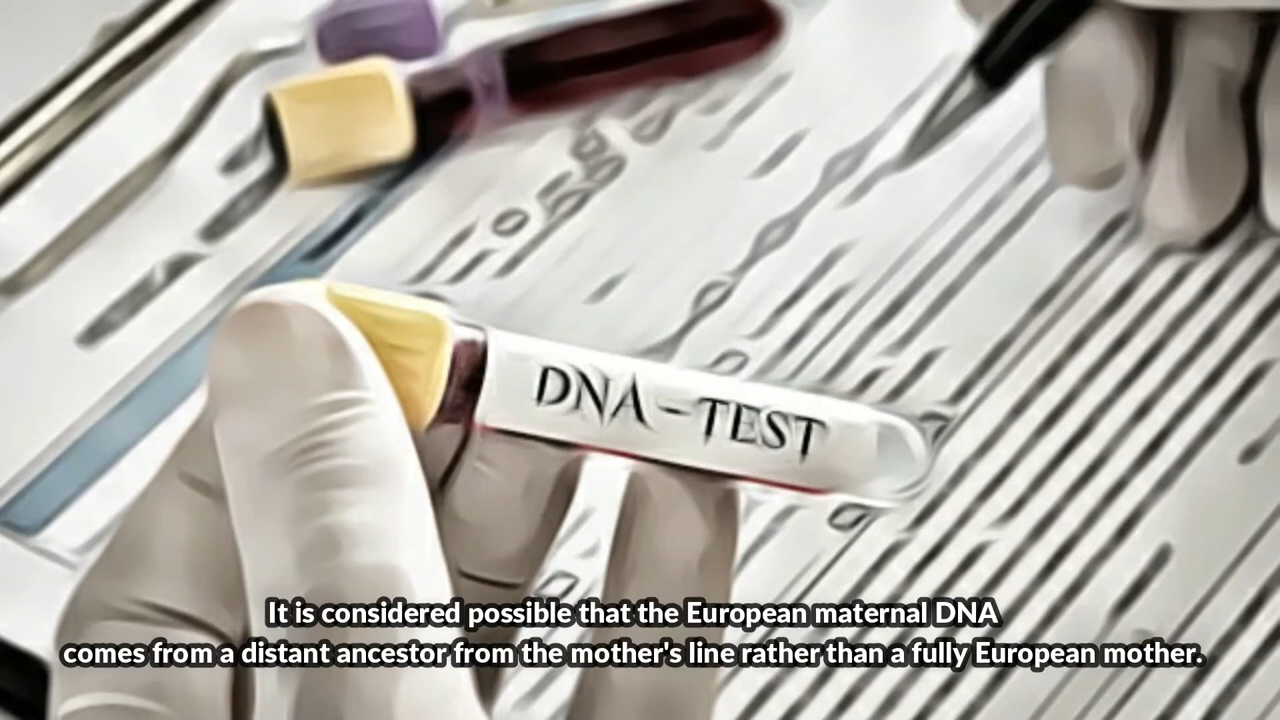 DNA-TEST
It is considered possible that the European maternal DNA
comes from a distant ancestor from the mother's line rather than a fully European mother.